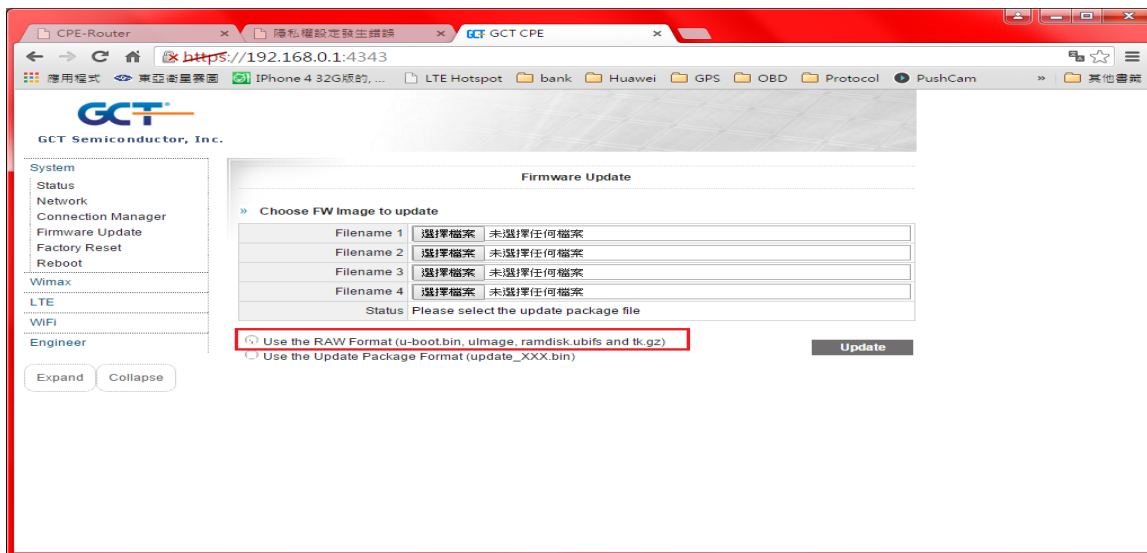 CPE-Router
隱私權設定發生錯誤
GCT GCT CPE
https://192.168.0.1:4343
應用程式 東亞衛星雲圖 IPhone 4 32G版的, ... LTE Hotspot bank Huawei GPS OBD Protocol PushCam » 其他書籤
GCT
GCT Semiconductor, Inc.
System
Status
Network
Connection Manager
Firmware Update
Factory Reset
Reboot
Wimax
LTE
WiFi
Engineer
Expand Collapse
Firmware Update
» Choose FW Image to update
Filename 1 選擇檔案 未選擇任何檔案
Filename 2 選擇檔案 未選擇任何檔案
Filename 3 選擇檔案 未選擇任何檔案
Filename 4 選擇檔案 未選擇任何檔案
Status Please select the update package file
Use the RAW Format (u-boot.bin, uImage, ramdisk.ubifs and tk.gz)
Use the Update Package Format (update_XXX.bin)
Update